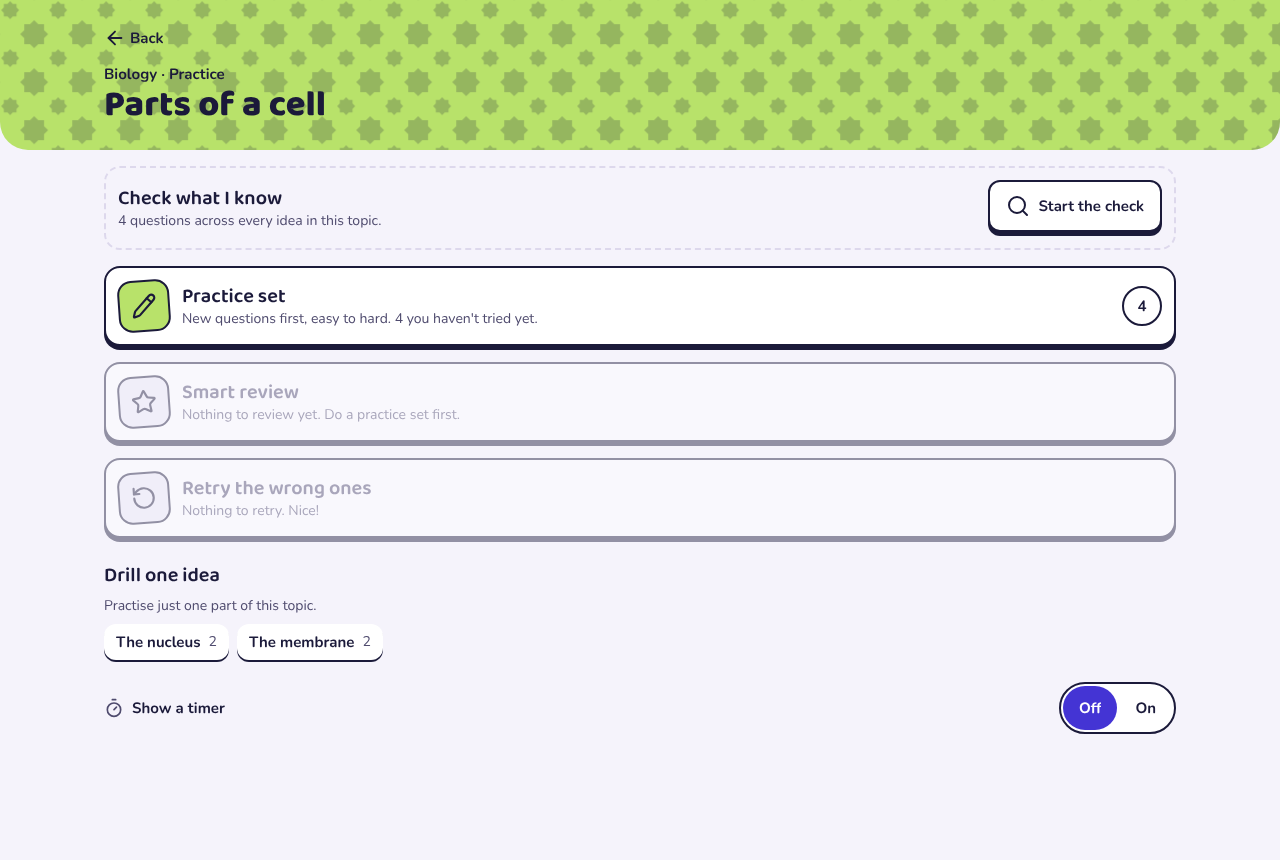 Back
Biology · Practice
Parts of a cell
Check what I know
4 questions across every idea in this topic.
Start the check
Practice set
New questions first, easy to hard. 4 you haven't tried yet.
4
Smart review
Nothing to review yet. Do a practice set first.
Retry the wrong ones
Nothing to retry. Nice!
Drill one idea
Practise just one part of this topic.
The nucleus 2
The membrane 2
Show a timer
Off
On